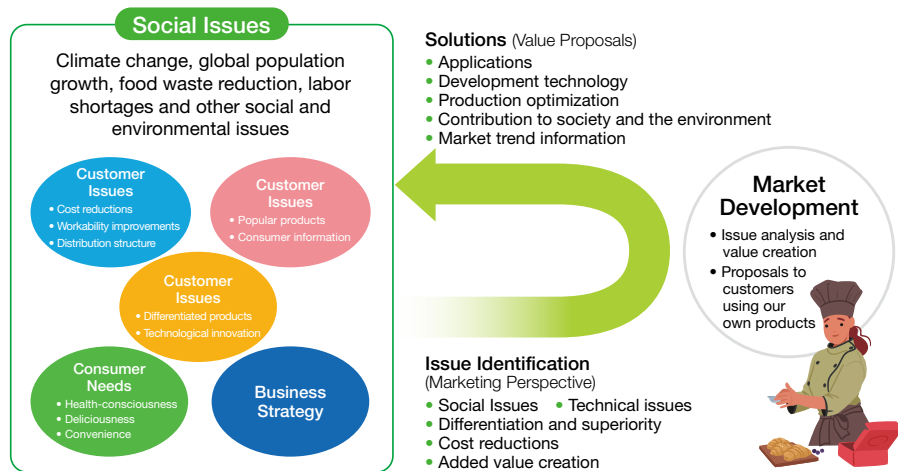 Social Issues
Climate change, global population
growth, food waste reduction, labor
shortages and other social and
environmental issues
Customer
Issues
• Cost reductions
• Workability improvements
• Distribution structure
Customer
Issues
• Popular products
• Consumer information
Customer
Issues
• Differentiated products
• Technological innovation
Consumer
Needs
• Health-consciousness
• Deliciousness
• Convenience
Business
Strategy
Solutions (Value Proposals)
• Applications
• Development technology
• Production optimization
• Contribution to society and the environment
• Market trend information
Market
Development
• Issue analysis and
value creation
• Proposals to
customers
using our
own products
Issue Identification
(Marketing Perspective)
• Social Issues • Technical issues
• Differentiation and superiority
• Cost reductions
• Added value creation